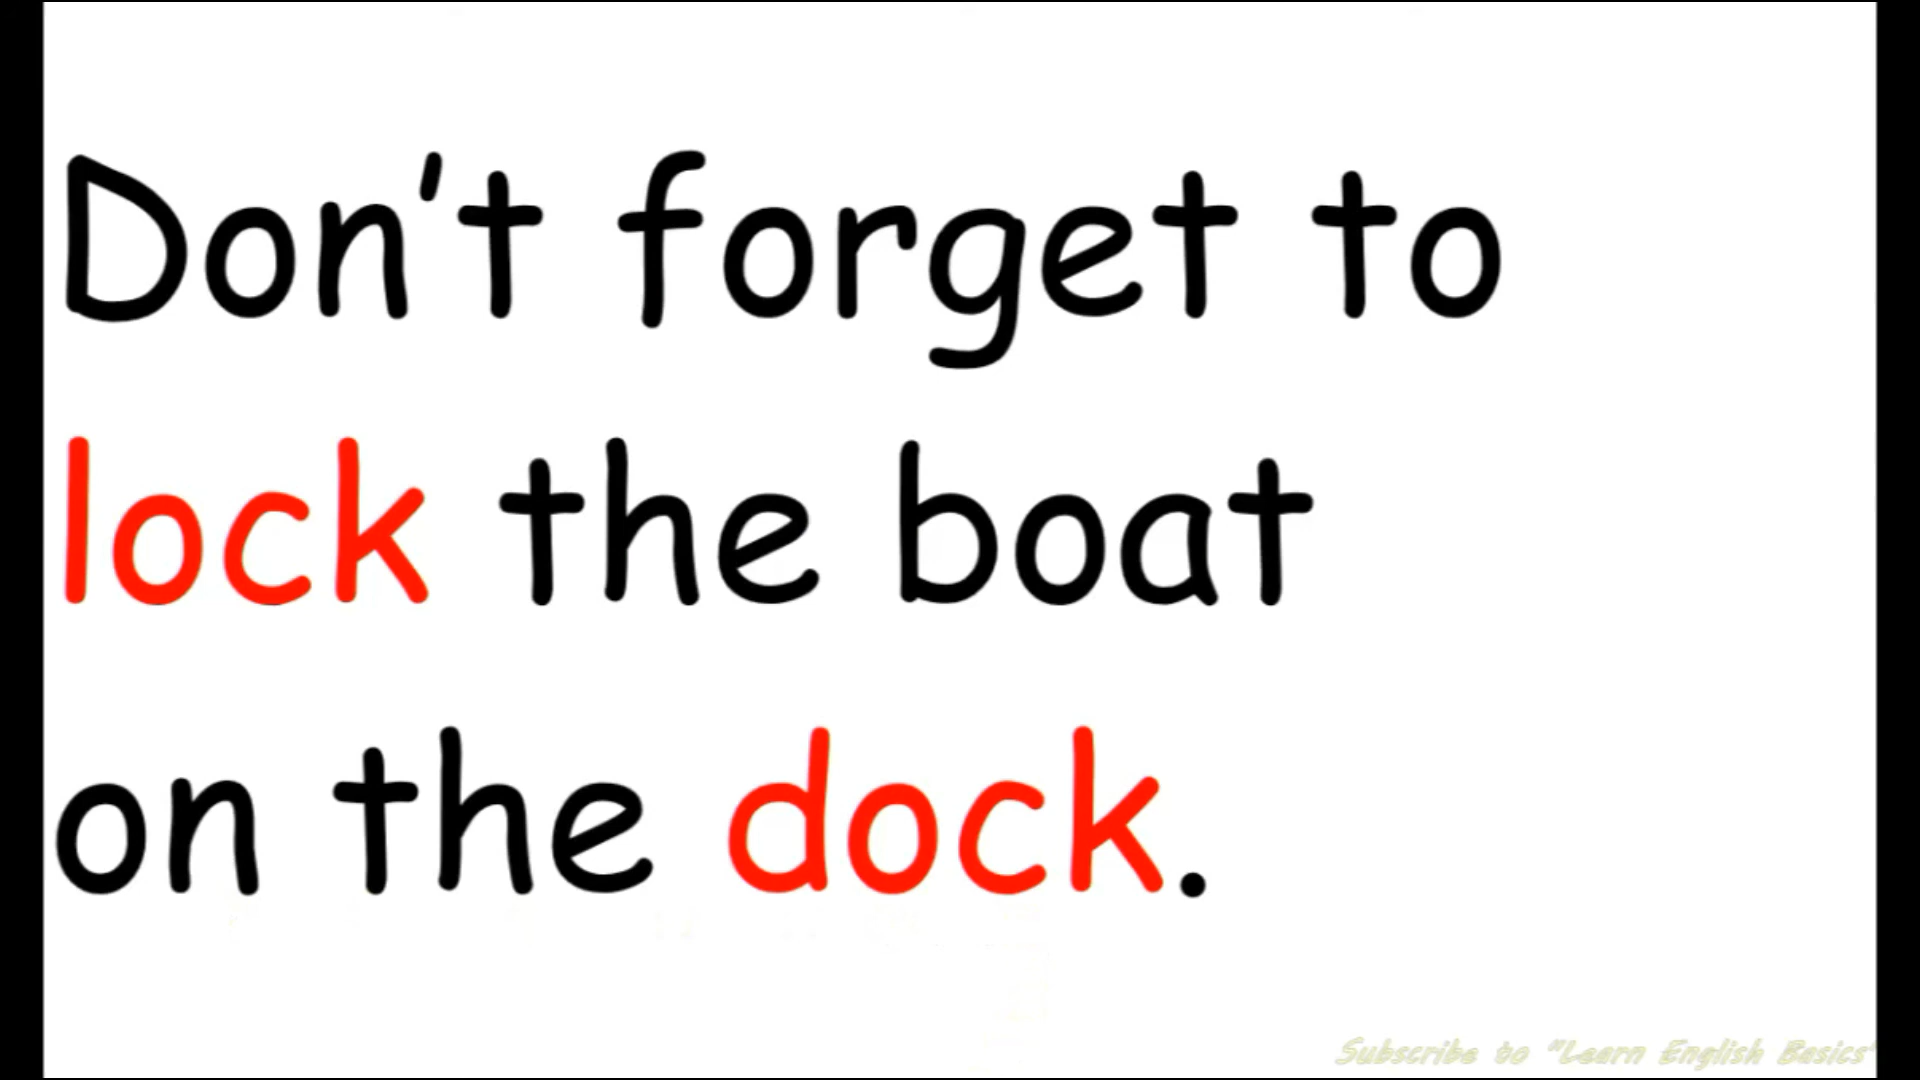 Don't forget to
lock the boat
on the dock.
Subscribe to "Learn English Basics"